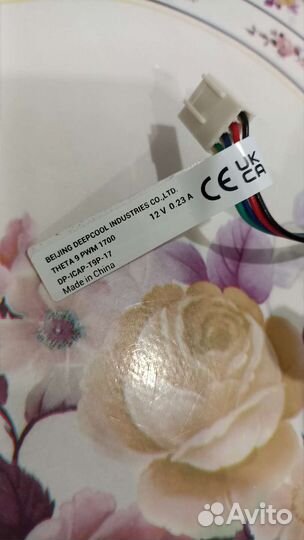 BEIJING DEEPCOOL INDUSTRIES CO.,LTD.
THETA 9 PWM 1700 12 V 0.23 A
DP-ICAP-T9P-17
Made in China
CE UK CA
Avito